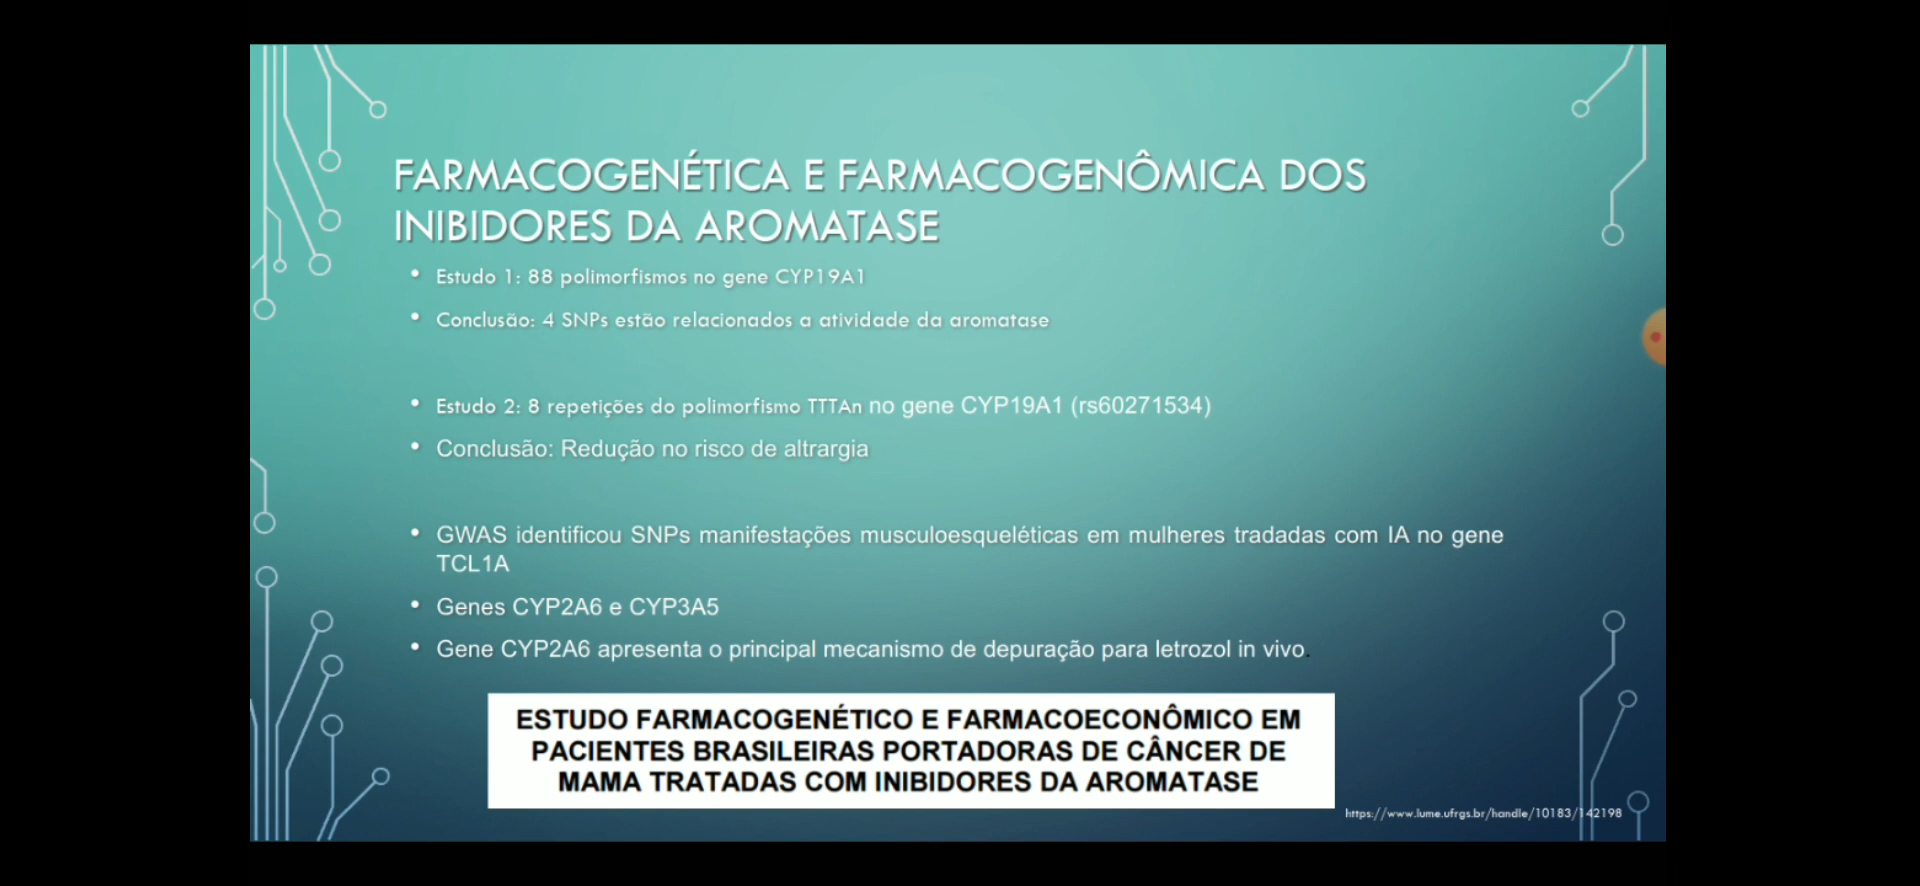 FARMACOGENÉTICA E FARMACOGENÔMICA DOS
INIBIDORES DA AROMATASE
• Estudo 1: 88 polimorfismos no gene CYP19A1
• Conclusão: 4 SNPs estão relacionados a atividade da aromatase
• Estudo 2: 8 repetições do polimorfismo TTTAn no gene CYP19A1 (rs60271534)
• Conclusão: Redução no risco de altrargia
• GWAS identificou SNPs manifestações musculoesqueléticas em mulheres tradadas com IA no gene
TCL1A
• Genes CYP2A6 e CYP3A5
• Gene CYP2A6 apresenta o principal mecanismo de depuração para letrozol in vivo.
ESTUDO FARMACOGENÉTICO E FARMACOECONÔMICO EM
PACIENTES BRASILEIRAS PORTADORAS DE CÂNCER DE
MAMA TRATADAS COM INIBIDORES DA AROMATASE
https://www.lume.ufrgs.br/handle/10183/142198